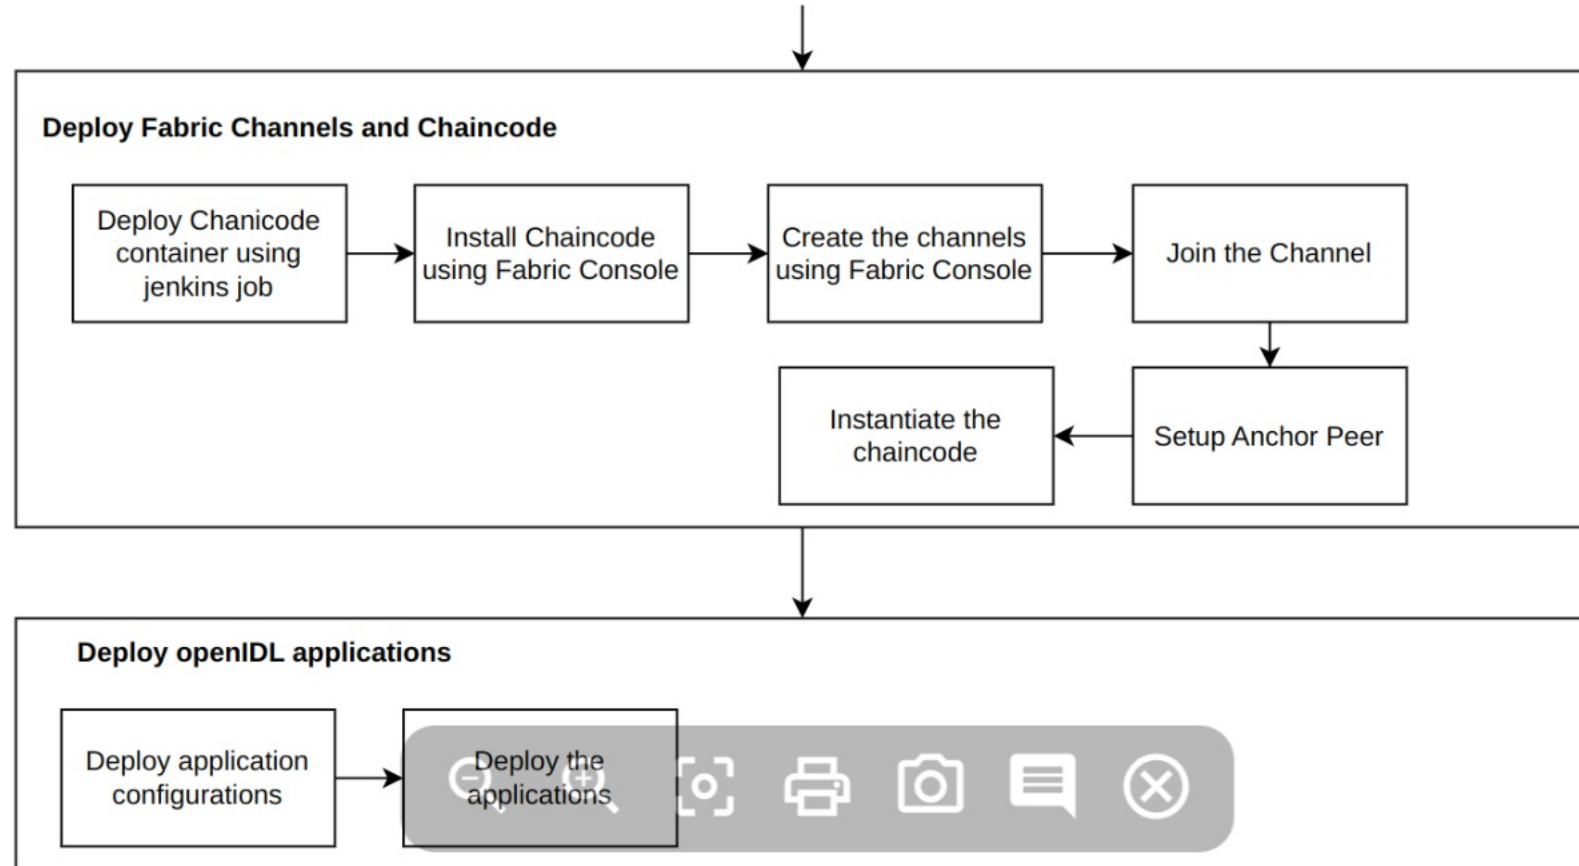 Deploy Fabric Channels and Chaincode
Deploy Chanicode
container using
jenkins job
Install Chaincode
using Fabric Console
Create the channels
using Fabric Console
Join the Channel
Setup Anchor Peer
Instantiate the
chaincode
Deploy openIDL applications
Deploy application
configurations
Deploy the
applications